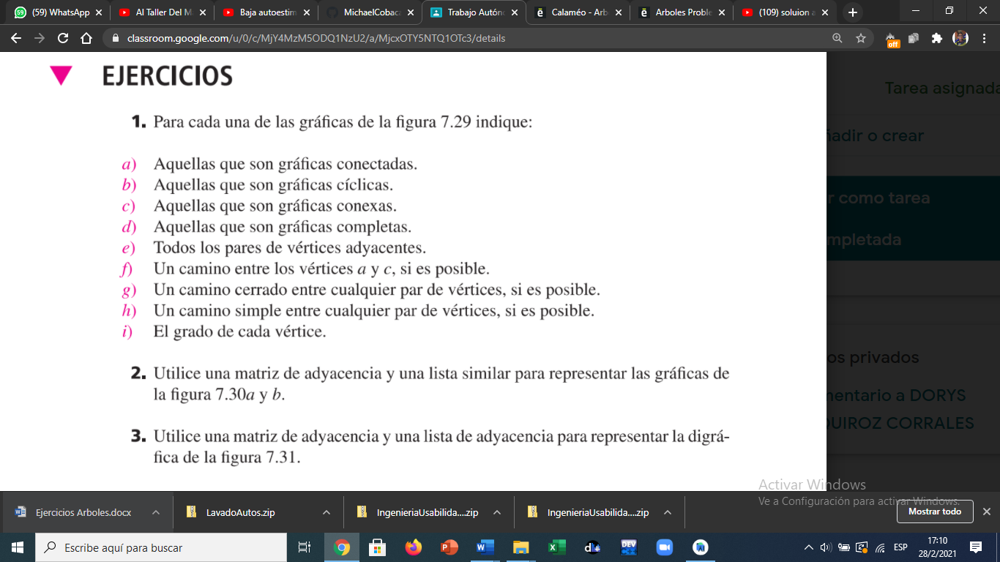 (59) WhatsApp
Al Taller Del M
Baja autoestim
MichaelCobac
Trabajo Autón
Calaméo - Arb
Arboles Proble
(109) soluion a
classroom.google.com/u/0/c/MjY4MzM5ODQ1NzU2/a/MjcxOTY5NTQ1OTc3/details
off
EJERCICIOS
1. Para cada una de las gráficas de la figura 7.29 indique:
a) Aquellas que son gráficas conectadas.
b) Aquellas que son gráficas cíclicas.
c) Aquellas que son gráficas conexas.
d) Aquellas que son gráficas completas.
e) Todos los pares de vértices adyacentes.
f) Un camino entre los vértices a y c, si es posible.
g) Un camino cerrado entre cualquier par de vértices, si es posible.
h) Un camino simple entre cualquier par de vértices, si es posible.
i) El grado de cada vértice.
2. Utilice una matriz de adyacencia y una lista similar para representar las gráficas de
la figura 7.30a y b.
3. Utilice una matriz de adyacencia y una lista de adyacencia para representar la digrá-
fica de la figura 7.31.
Tarea asignada
ñadir o crear
r como tarea
mpletada
os privados
mentario a DORYS
QUIROZ CORRALES
Activar Windows
Ve a Configuración para activar Windows.
Ejercicios Arboles.docx
LavadoAutos.zip
IngenieriaUsabilida....zip
IngenieriaUsabilida....zip
Mostrar todo
Escribe aquí para buscar
DEV
ESP
17:10
28/2/2021